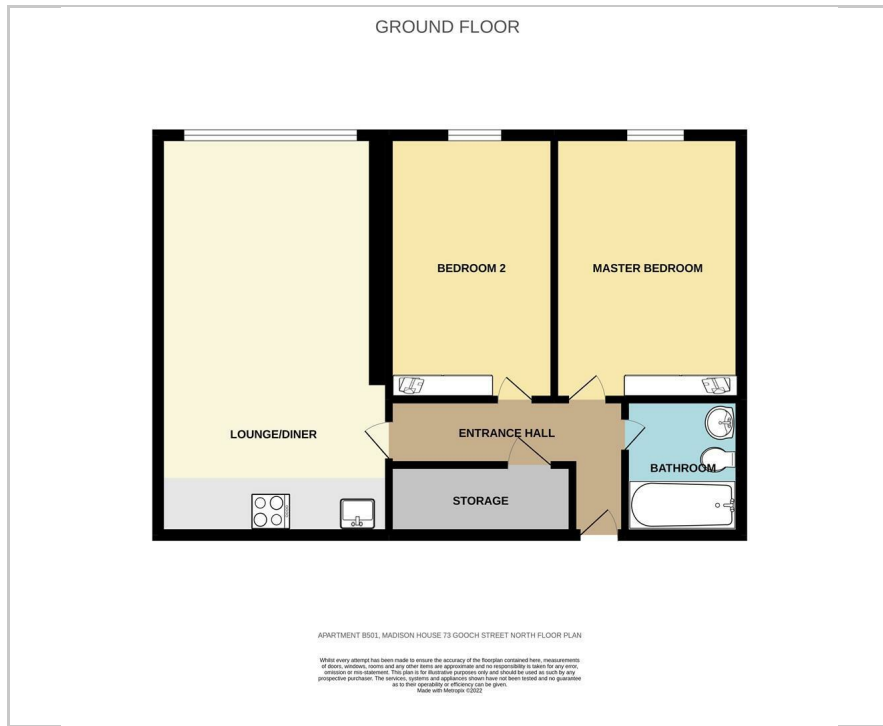 GROUND FLOOR
BEDROOM 2
MASTER BEDROOM
LOUNGE/DINER
ENTRANCE HALL
BATHROOM
STORAGE
APARTMENT B501, MADISON HOUSE 73 GOOCH STREET NORTH FLOOR PLAN
Whilst every attempt has been made to ensure the accuracy of the floorplan contained here, measurements
of doors, windows, rooms and any other items are approximate and no responsibility is taken for any error,
omission or mis-statement. This plan is for illustrative purposes only and should be used as such by any
prospective purchaser. The services, systems and appliances shown have not been tested and no guarantee
as to their operability or efficiency can be given.
Made with Metropix ©2022